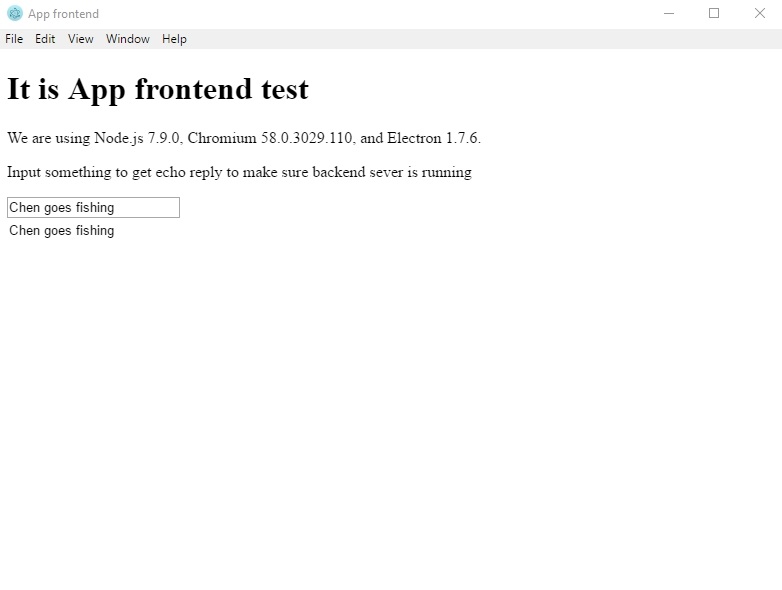 App frontend
File Edit View Window Help
It is App frontend test
We are using Node.js 7.9.0, Chromium 58.0.3029.110, and Electron 1.7.6.
Input something to get echo reply to make sure backend sever is running
Chen goes fishing
Chen goes fishing